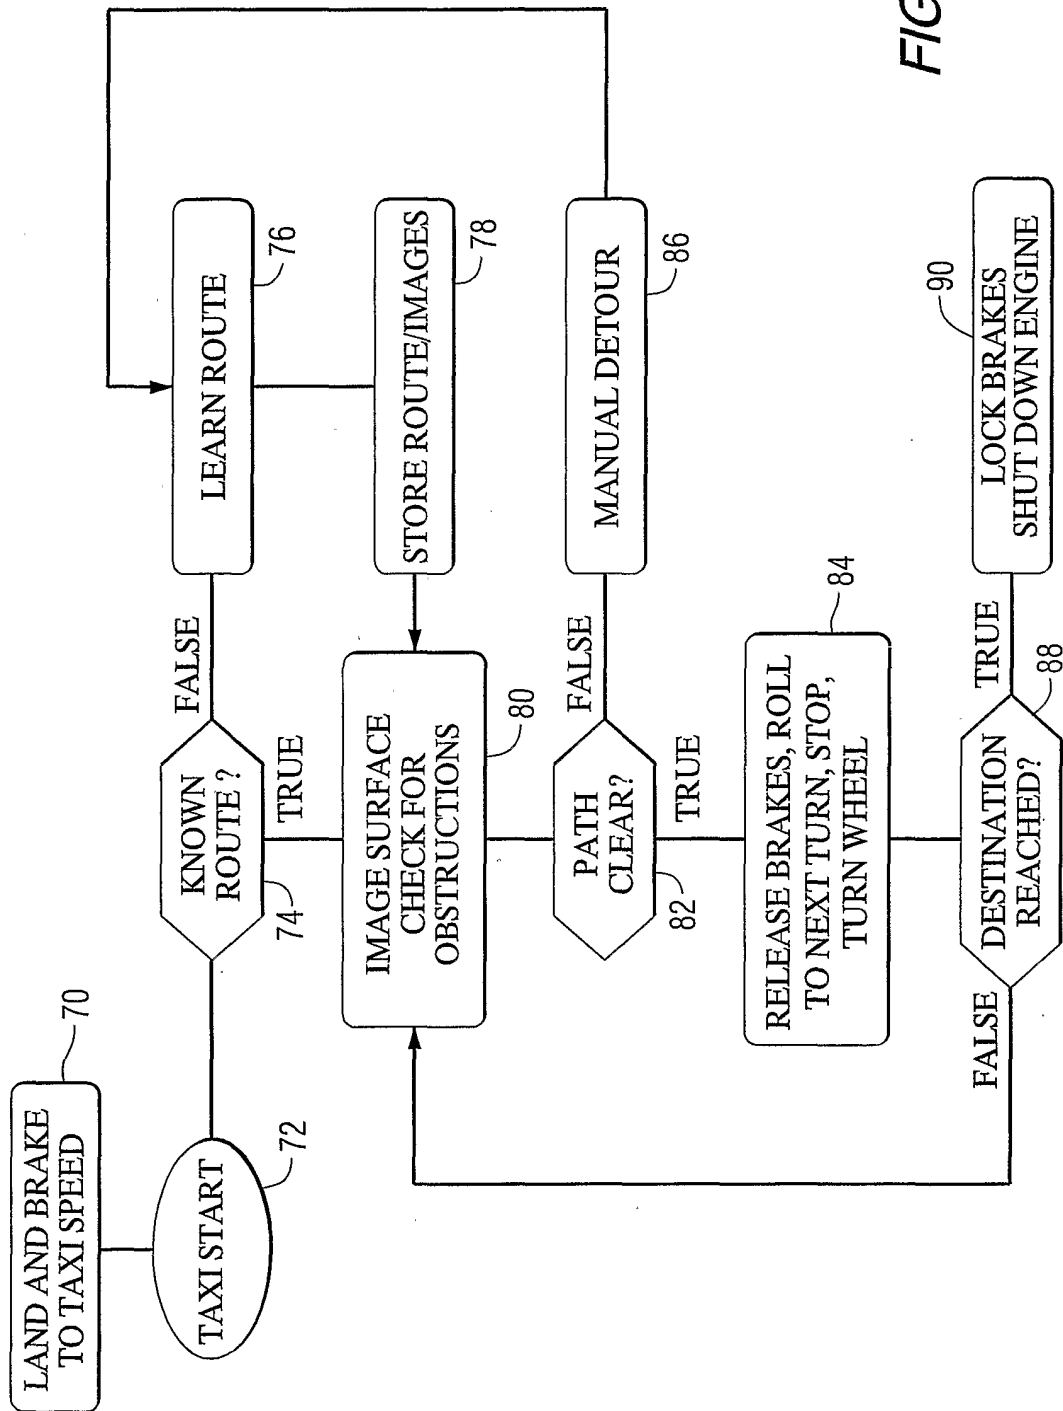 LAND AND BRAKE
TO TAXI SPEED
70
TAXI START
72
KNOWN
ROUTE ?
74
FALSE
TRUE
LEARN ROUTE
76
STORE ROUTE/IMAGES
78
IMAGE SURFACE
CHECK FOR
OBSTRUCTIONS
80
PATH
CLEAR?
82
FALSE
TRUE
MANUAL DETOUR
86
RELEASE BRAKES, ROLL
TO NEXT TURN, STOP,
TURN WHEEL
84
DESTINATION
REACHED?
88
FALSE
TRUE
LOCK BRAKES
SHUT DOWN ENGINE
90